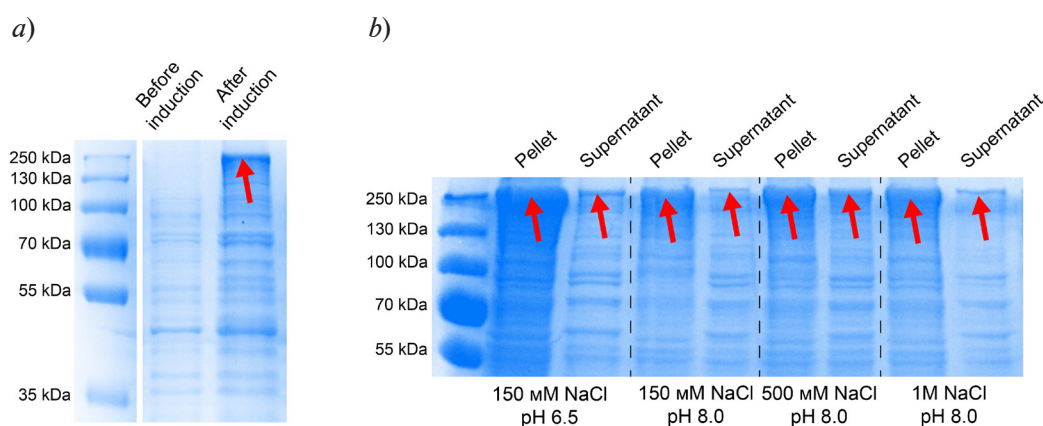 a)
Before induction
After induction
250 kDa
130 kDa
100 kDa
70 kDa
55 kDa
35 kDa
b)
Pellet
Supernatant
Pellet
Supernatant
Pellet
Supernatant
Pellet
Supernatant
250 kDa
130 kDa
100 kDa
70 kDa
55 kDa
150 мM NaCl
pH 6.5
150 мM NaCl
pH 8.0
500 мM NaCl
pH 8.0
1M NaCl
pH 8.0